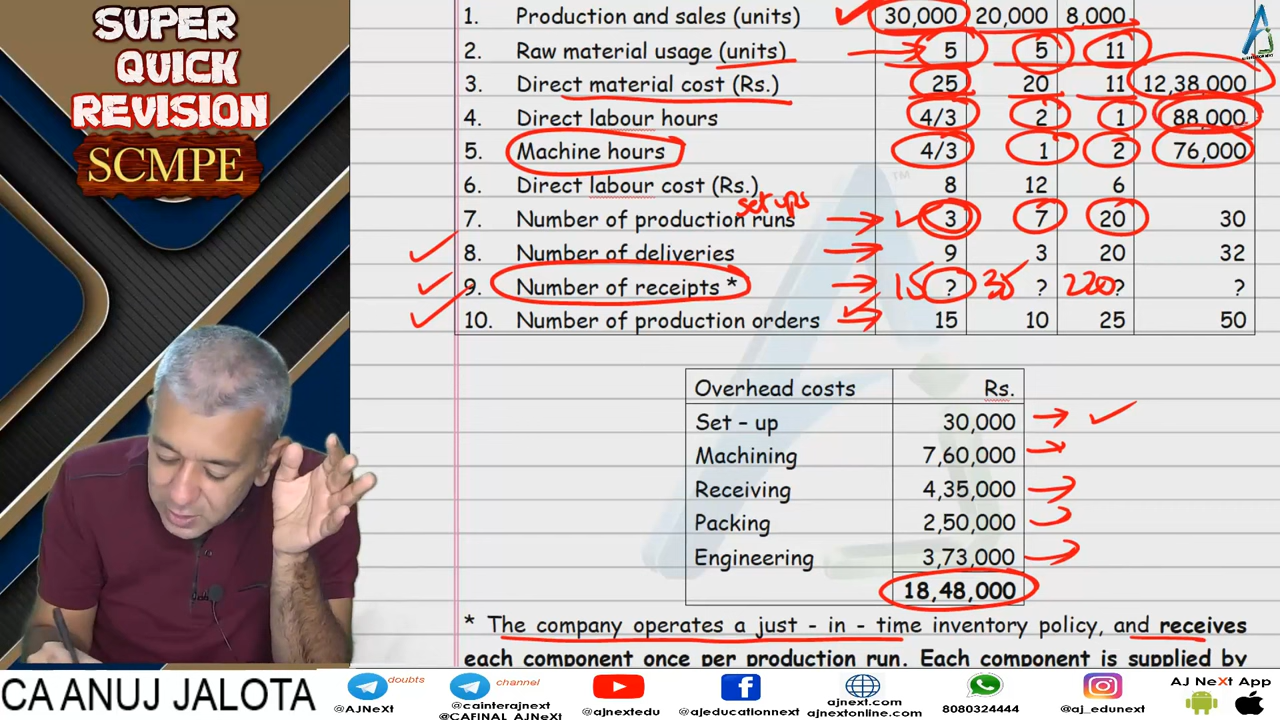 SUPER
QUICK
REVISION
SCMPE
1. Production and sales (units) 30,000 20,000 8,000
2. Raw material usage (units) 5 5 11
3. Direct material cost (Rs.) 25 20 11 12,38,000
4. Direct labour hours 4/3 2 1 88,000
5. Machine hours 4/3 1 2 76,000
6. Direct labour cost (Rs.) 8 12 6
set ups
7. Number of production runs 3 7 20 30
8. Number of deliveries 9 3 20 32
9. Number of receipts * 15 ? 35 ? 220 ? ?
10. Number of production orders 15 10 25 50
Overhead costs Rs.
Set – up 30,000
Machining 7,60,000
Receiving 4,35,000
Packing 2,50,000
Engineering 3,73,000
18,48,000
* The company operates a just - in - time inventory policy, and receives
each component once per production run. Each component is supplied by
CA ANUJ JALOTA
doubts
@AJNeXt
channel
@cainterajnext
@CAFINAL_AJNeXt
@ajnextedu
@ajeducationnext
ajnext.com
ajnextonline.com
8080324444
@aj_edunext
AJ NeXt App